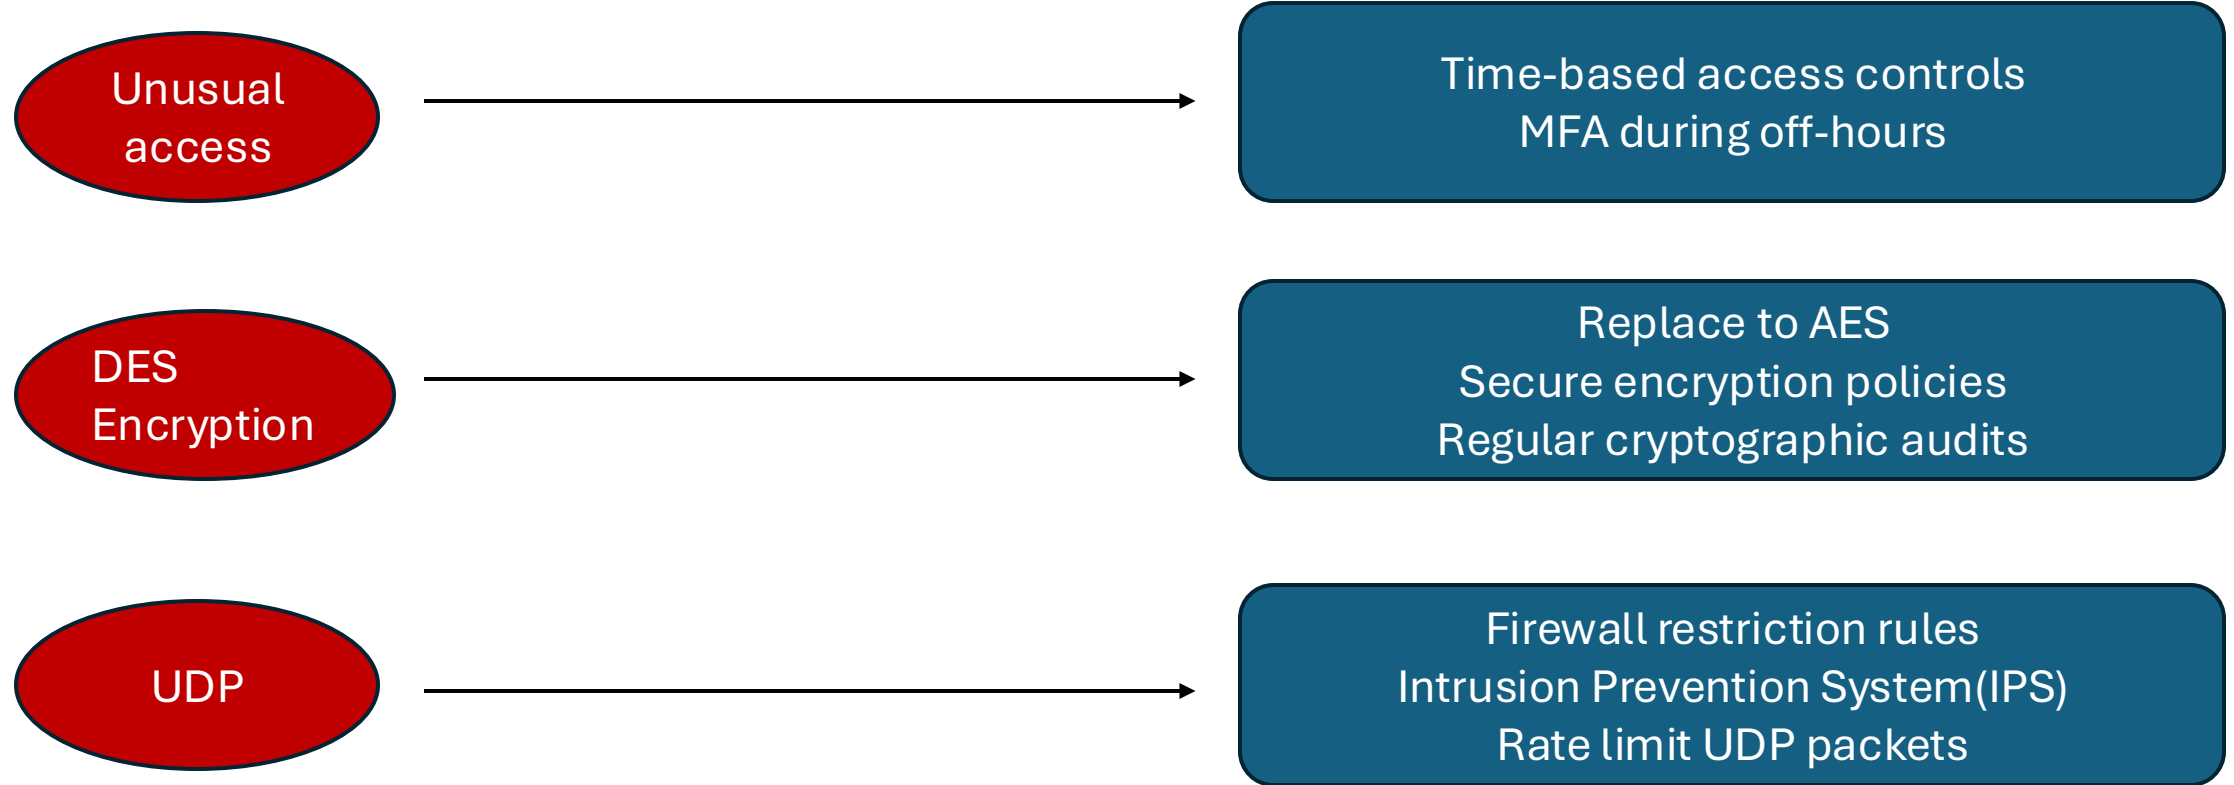 Unusual
access
Time-based access controls
MFA during off-hours
DES
Encryption
Replace to AES
Secure encryption policies
Regular cryptographic audits
UDP
Firewall restriction rules
Intrusion Prevention System(IPS)
Rate limit UDP packets